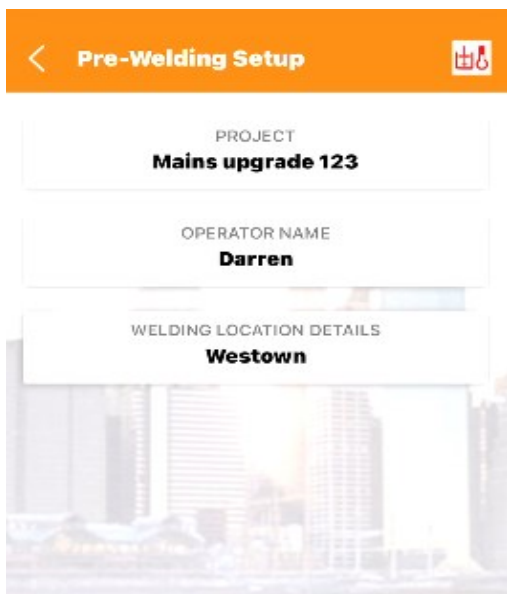 Pre-Welding Setup
PROJECT
Mains upgrade 123
OPERATOR NAME
Darren
WELDING LOCATION DETAILS
Westown